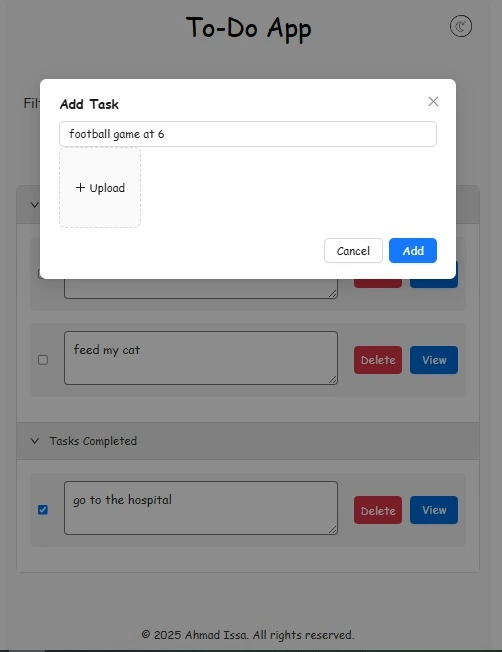 To-Do App
Add Task
football game at 6
+ Upload
Cancel
Add
feed my cat
Delete
View
Tasks Completed
go to the hospital
Delete
View
© 2025 Ahmad Issa. All rights reserved.